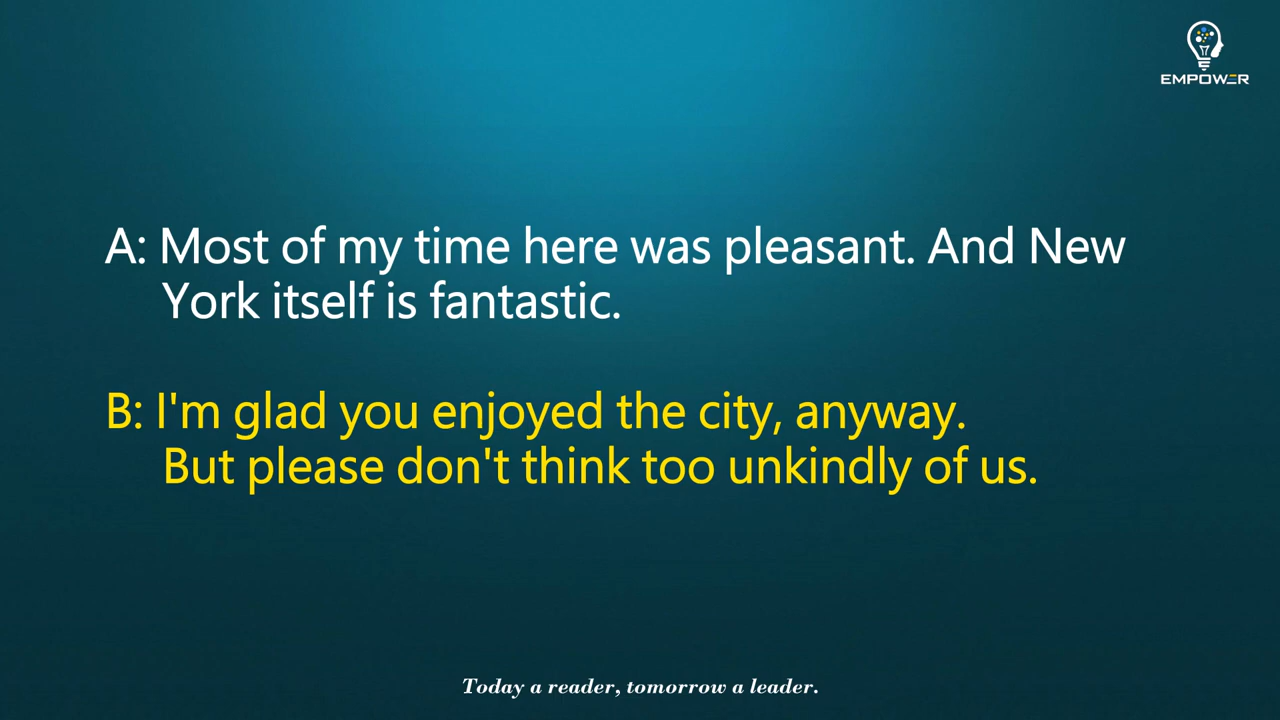 EMPOWER
A: Most of my time here was pleasant. And New
York itself is fantastic.
B: I'm glad you enjoyed the city, anyway.
But please don't think too unkindly of us.
Today a reader, tomorrow a leader.